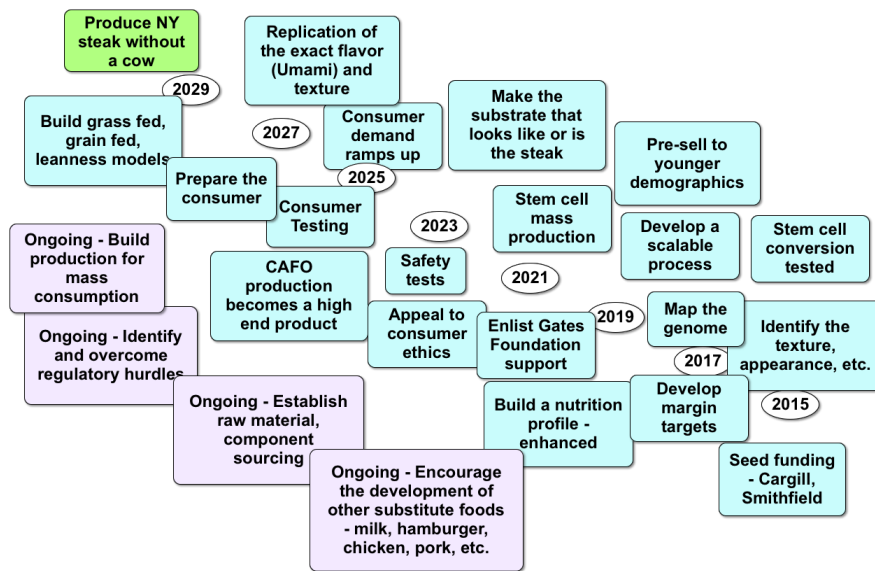 Produce NY
steak without
a cow
Replication of
the exact flavor
(Umami) and
texture
2029
Build grass fed,
grain fed,
leanness models
2027
Consumer
demand
ramps up
Make the
substrate that
looks like or is
the steak
Pre-sell to
younger
demographics
Prepare the
consumer
2025
Consumer
Testing
Stem cell
mass
production
Develop a
scalable
process
Stem cell
conversion
tested
Ongoing - Build
production for
mass
consumption
2023
CAFO
production
becomes a high
end product
Safety
tests
2021
Ongoing - Identify
and overcome
regulatory hurdles
Appeal to
consumer
ethics
Enlist Gates
Foundation
support
2019
Map the
genome
Identify the
texture,
appearance, etc.
2017
Ongoing - Establish
raw material,
component
sourcing
Build a nutrition
profile -
enhanced
Develop
margin
targets
2015
Ongoing - Encourage
the development of
other substitute foods
- milk, hamburger,
chicken, pork, etc.
Seed funding
- Cargill,
Smithfield